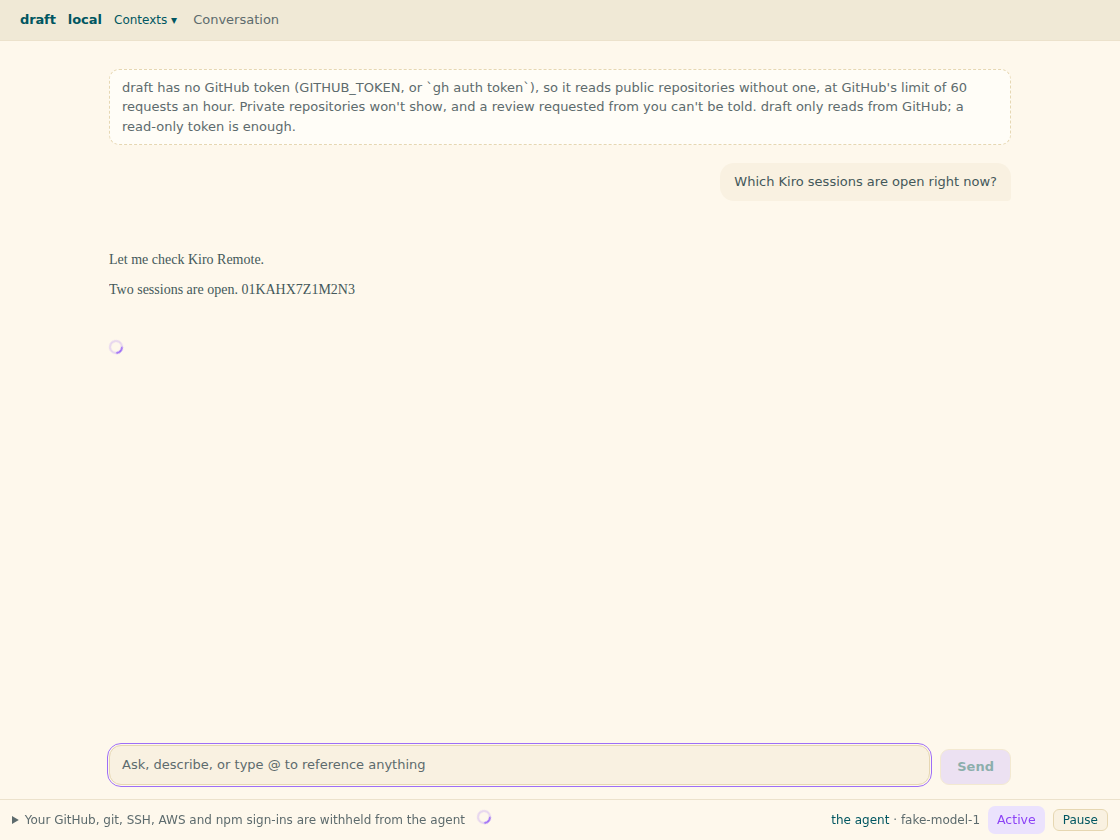 draft local Contexts ▾ Conversation
draft has no GitHub token (GITHUB_TOKEN, or `gh auth token`), so it reads public repositories without one, at GitHub's limit of 60
requests an hour. Private repositories won't show, and a review requested from you can't be told. draft only reads from GitHub; a
read-only token is enough.
Which Kiro sessions are open right now?
Let me check Kiro Remote.
Two sessions are open. 01KAHX7Z1M2N3
Ask, describe, or type @ to reference anything
Send
▶ Your GitHub, git, SSH, AWS and npm sign-ins are withheld from the agent
the agent · fake-model-1 Active Pause